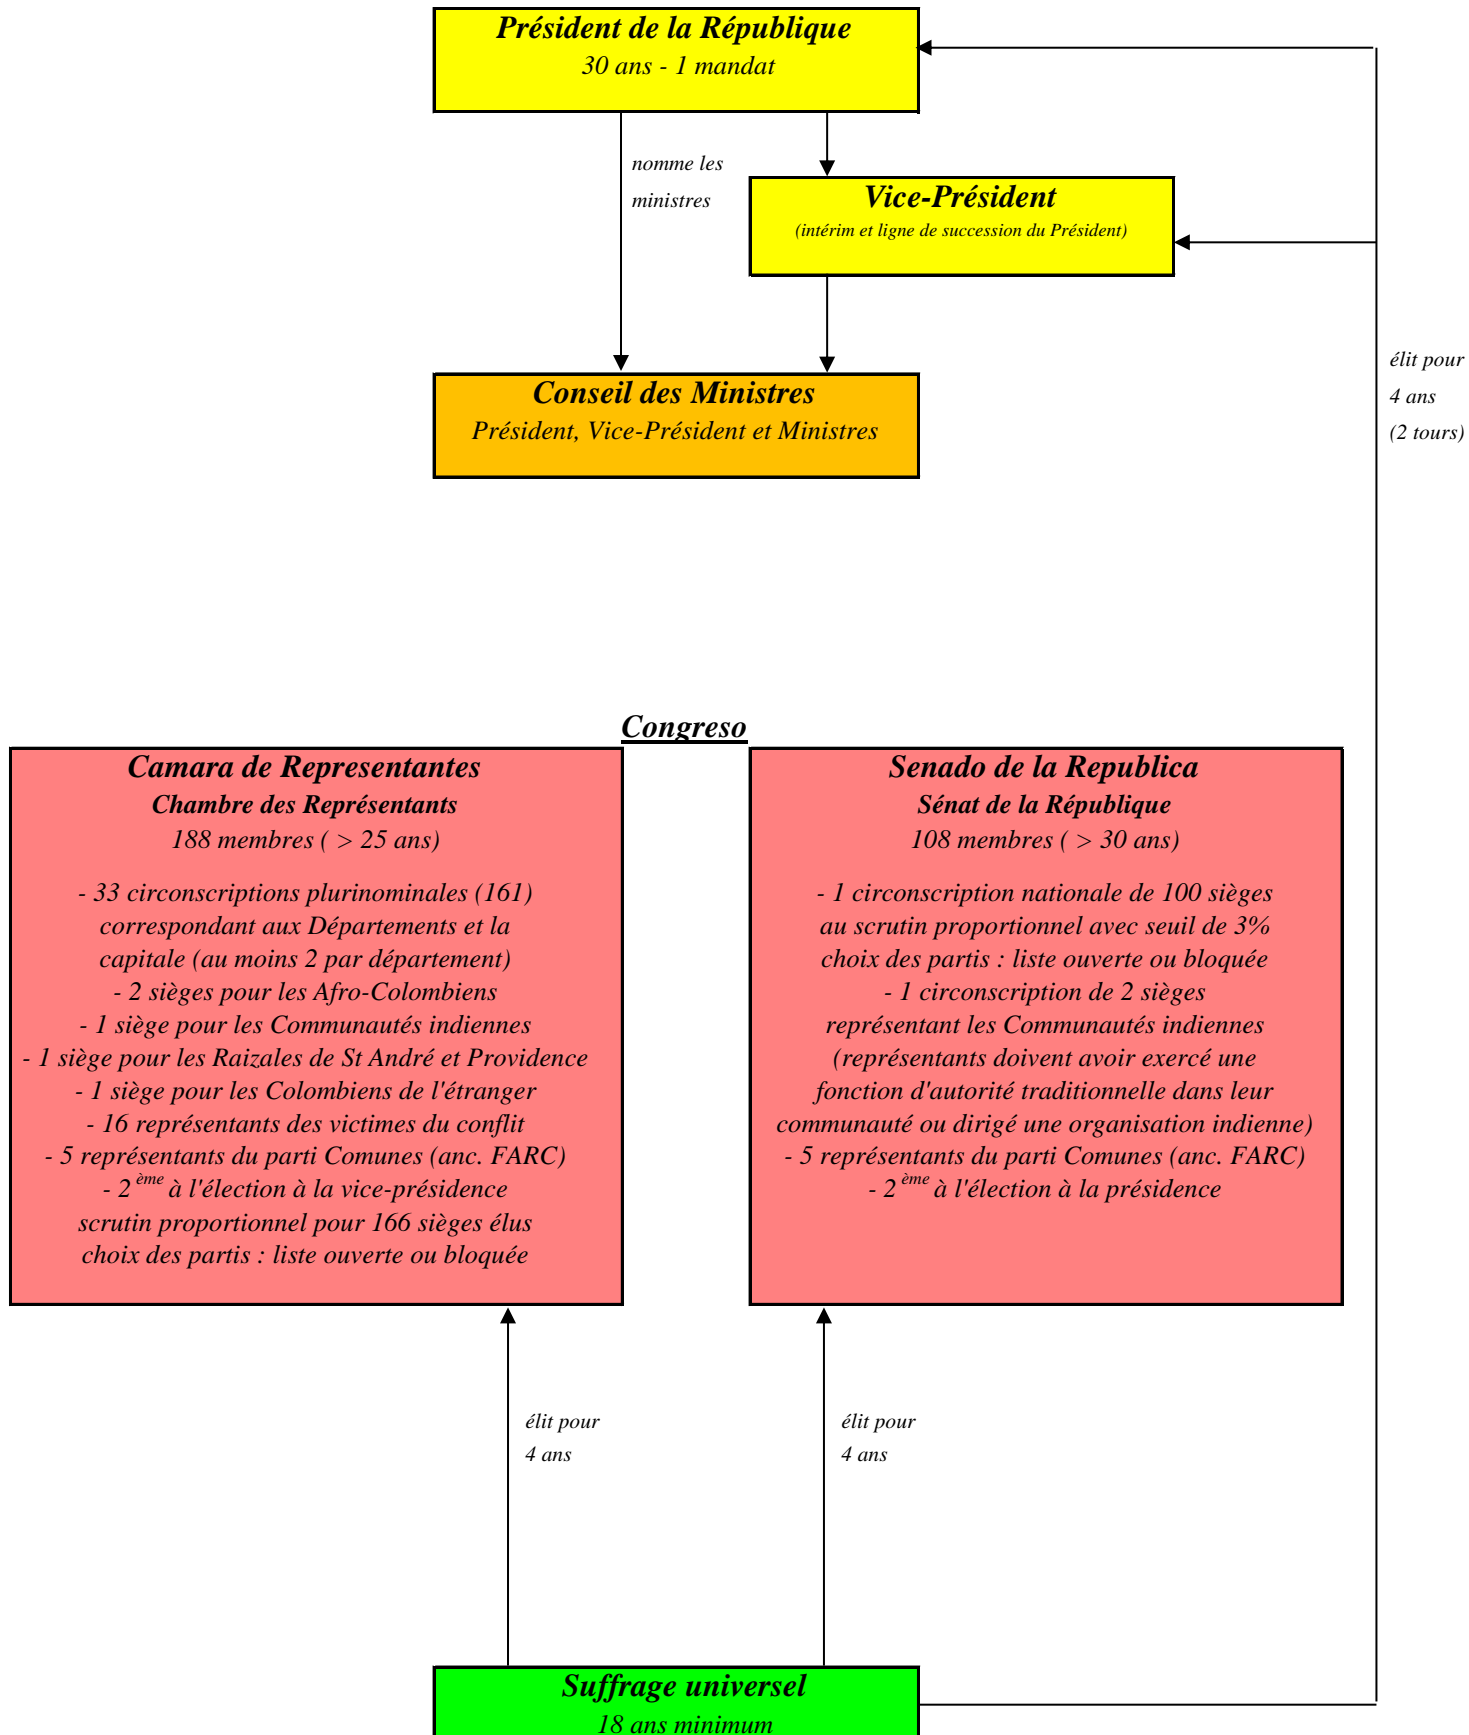 Président de la République
30 ans - 1 mandat
nomme les
ministres
Vice-Président
(intérim et ligne de succession du Président)
élit pour
4 ans
(2 tours)
Conseil des Ministres
Président, Vice-Président et Ministres
Congreso
Camara de Representantes
Chambre des Représentants
188 membres ( > 25 ans)
- 33 circonscriptions plurinominales (161)
correspondant aux Départements et la
capitale (au moins 2 par département)
- 2 sièges pour les Afro-Colombiens
- 1 siège pour les Communautés indiennes
- 1 siège pour les Raizales de St André et Providence
- 1 siège pour les Colombiens de l'étranger
- 16 représentants des victimes du conflit
- 5 représentants du parti Comunes (anc. FARC)
- 2 ème à l'élection à la vice-présidence
scrutin proportionnel pour 166 sièges élus
choix des partis : liste ouverte ou bloquée
Senado de la Republica
Sénat de la République
108 membres ( > 30 ans)
- 1 circonscription nationale de 100 sièges
au scrutin proportionnel avec seuil de 3%
choix des partis : liste ouverte ou bloquée
- 1 circonscription de 2 sièges
représentant les Communautés indiennes
(représentants doivent avoir exercé une
fonction d'autorité traditionnelle dans leur
communauté ou dirigé une organisation indienne)
- 5 représentants du parti Comunes (anc. FARC)
- 2 ème à l'élection à la présidence
élit pour
4 ans
élit pour
4 ans
Suffrage universel
18 ans minimum